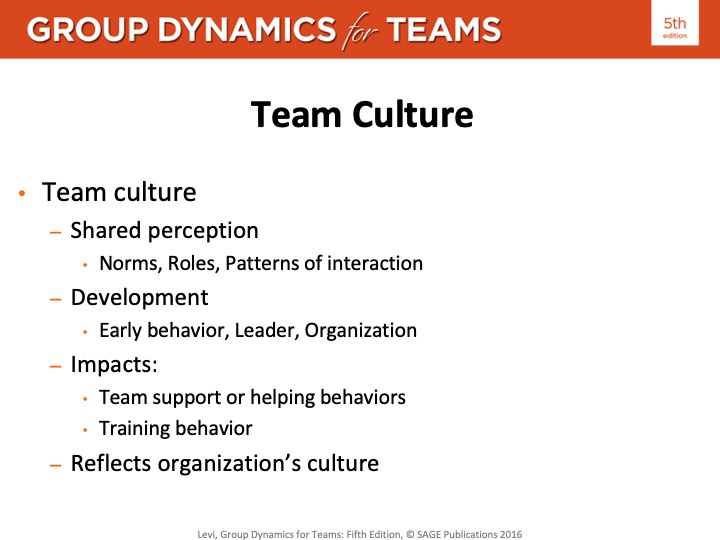 GROUP DYNAMICS for TEAMS
5th
edition
Team Culture
• Team culture
– Shared perception
• Norms, Roles, Patterns of interaction
– Development
• Early behavior, Leader, Organization
– Impacts:
• Team support or helping behaviors
• Training behavior
– Reflects organization’s culture
Levi, Group Dynamics for Teams: Fifth Edition, © SAGE Publications 2016